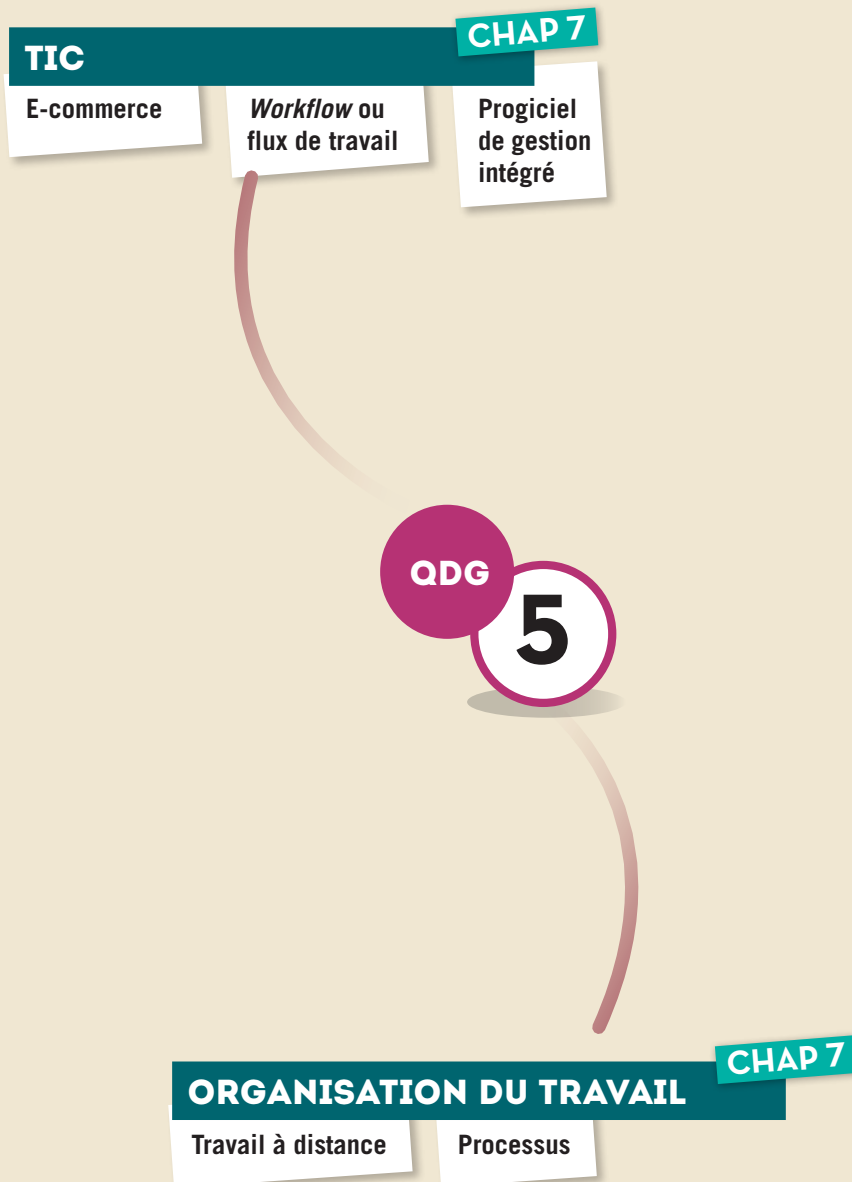 CHAP 7
TIC
E-commerce
Workflow ou
flux de travail
Progiciel
de gestion
intégré
QDG
5
CHAP 7
ORGANISATION DU TRAVAIL
Travail à distance
Processus